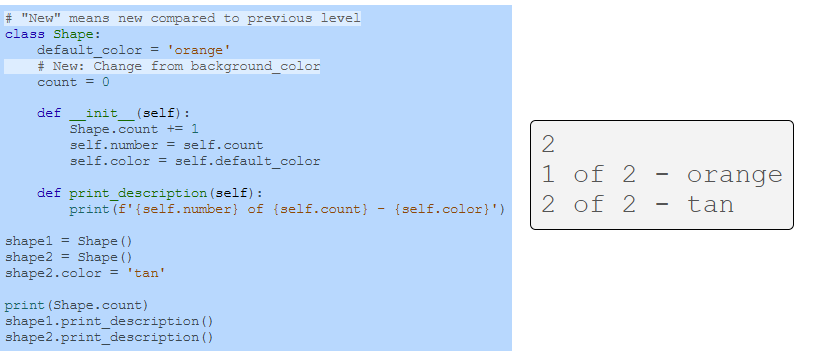 # "New" means new compared to previous level
class Shape:
    default_color = 'orange'
    # New: Change from background_color
    count = 0

    def __init__(self):
        Shape.count += 1
        self.number = self.count
        self.color = self.default_color

    def print_description(self):
        print(f'{self.number} of {self.count} - {self.color}')

shape1 = Shape()
shape2 = Shape()
shape2.color = 'tan'

print(Shape.count)
shape1.print_description()
shape2.print_description()
2
1 of 2 - orange
2 of 2 - tan